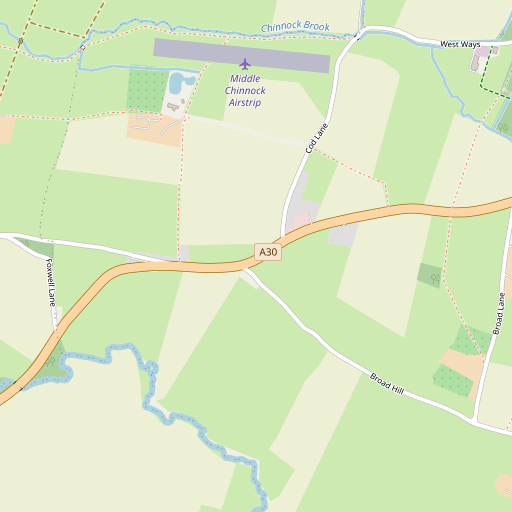 Chinnock Brook
West Ways
Middle
Chinnock
Airstrip
Cod Lane
A30
Foxwell Lane
Broad Lane
Broad Hill